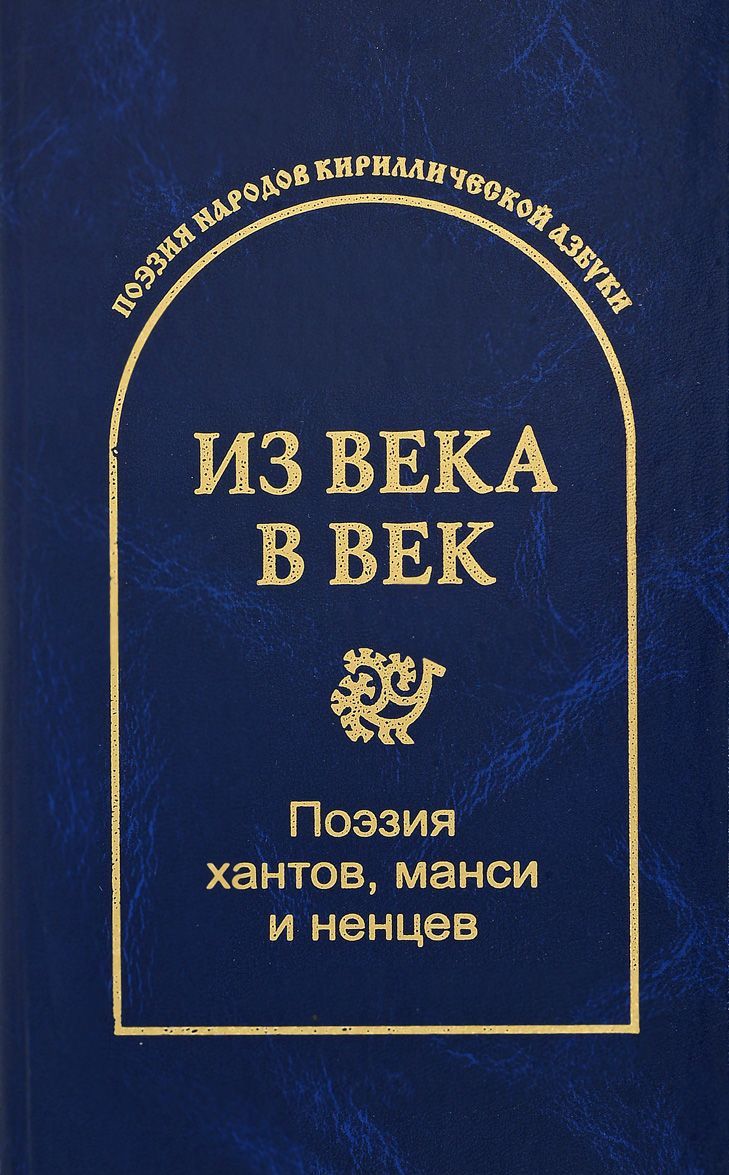 ПОЭЗИЯ НАРОДОВ КИРИЛЛИЧЕСКОЙ АЗБУКИ
ИЗ ВЕКА
В ВЕК
Поэзия
хантов, манси
и ненцев